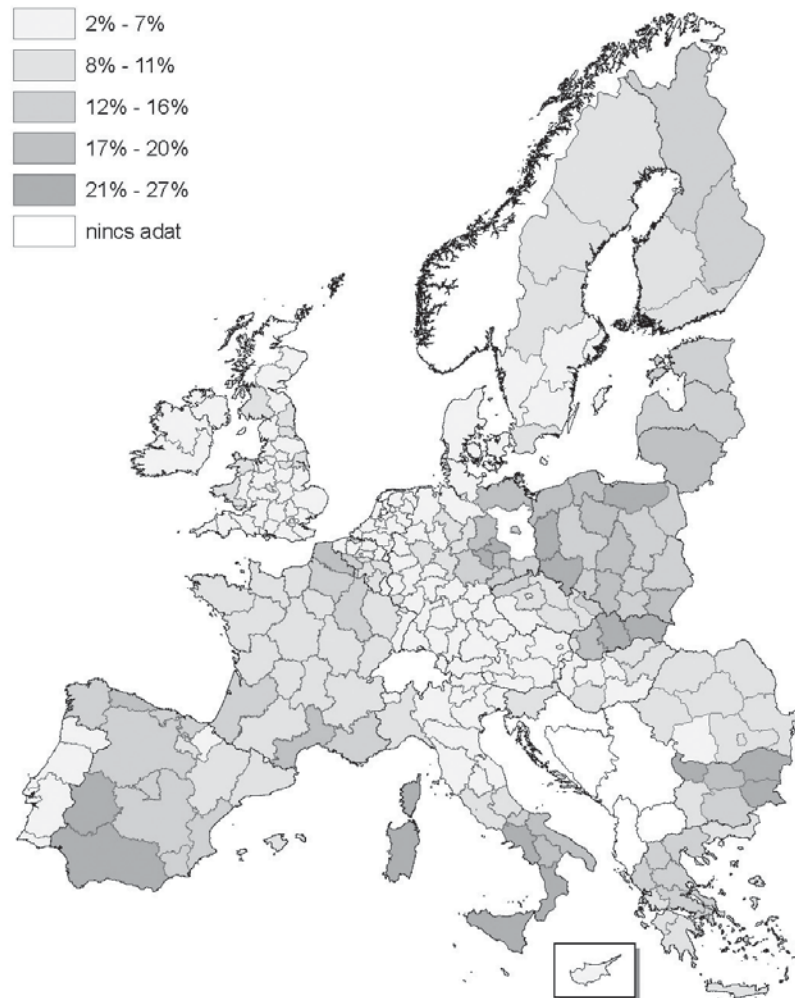 2% - 7%
8% - 11%
12% - 16%
17% - 20%
21% - 27%
nincs adat